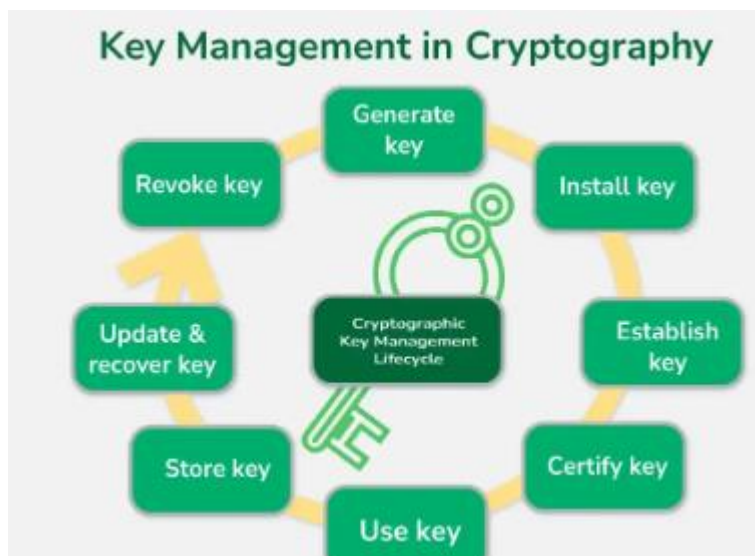 Key Management in Cryptography
Generate
key
Install key
Establish
key
Certify key
Use key
Store key
Update &
recover key
Revoke key
Cryptographic
Key Management
Lifecycle